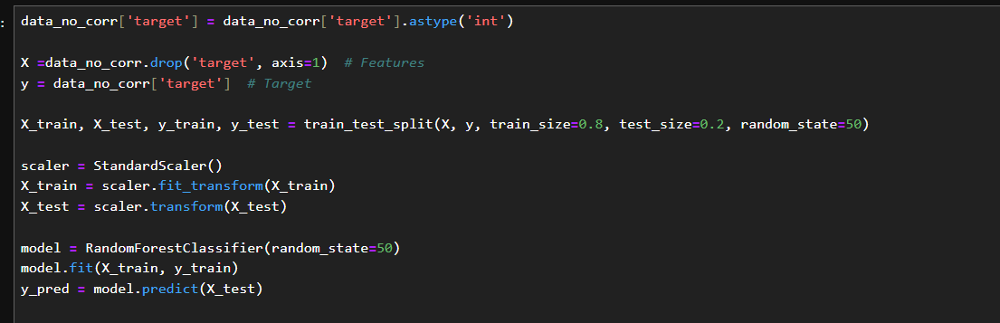 :
data_no_corr['target'] = data_no_corr['target'].astype('int')
X =data_no_corr.drop('target', axis=1)  # Features
y = data_no_corr['target']  # Target
X_train, X_test, y_train, y_test = train_test_split(X, y, train_size=0.8, test_size=0.2, random_state=50)
scaler = StandardScaler()
X_train = scaler.fit_transform(X_train)
X_test = scaler.transform(X_test)
model = RandomForestClassifier(random_state=50)
model.fit(X_train, y_train)
y_pred = model.predict(X_test)